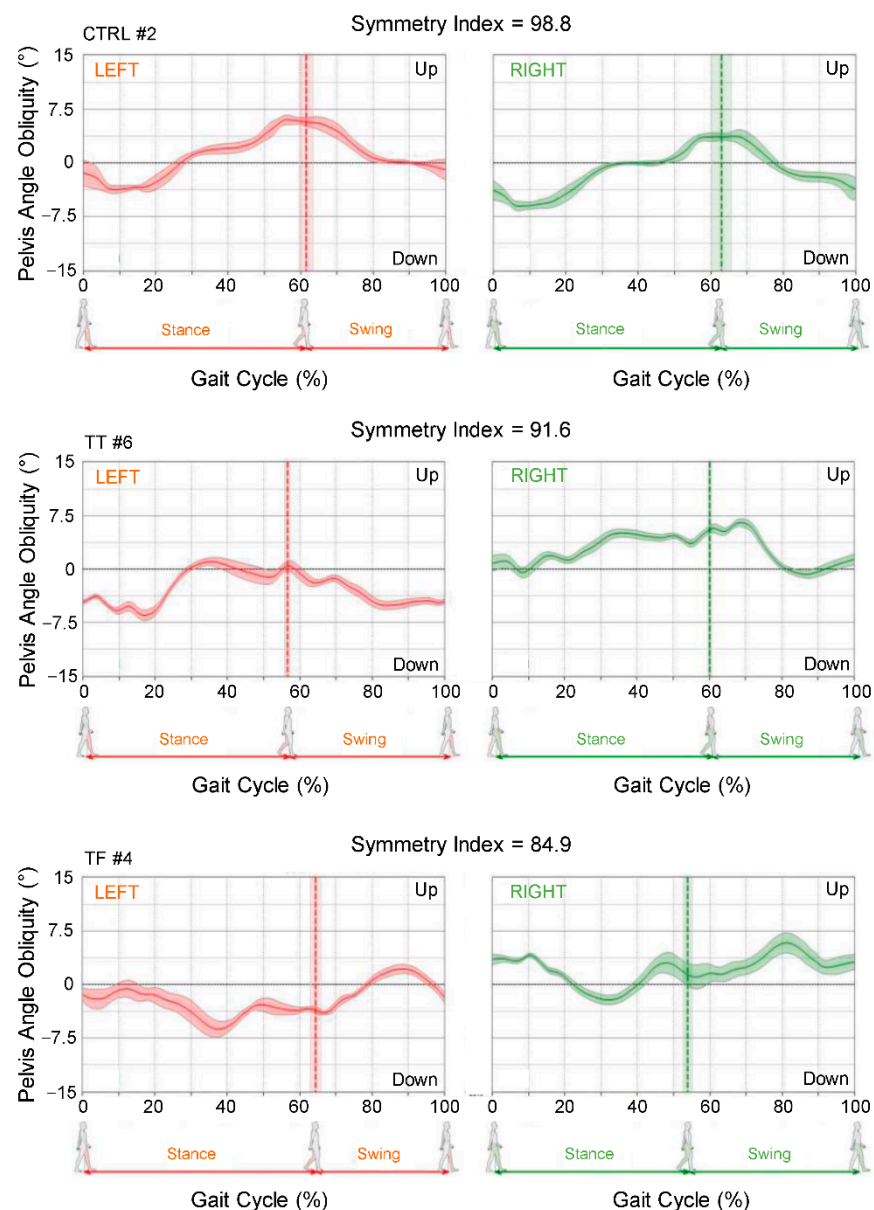 Symmetry Index = 98.8
CTRL #2
LEFT Up RIGHT Up
Pelvis Angle Obliquity (°)
15
7.5
0
−7.5
−15
Down Down
0 20 40 60 80 100 0 20 40 60 80 100
Stance Swing Stance Swing
Gait Cycle (%) Gait Cycle (%)
Symmetry Index = 91.6
TT #6
LEFT Up RIGHT Up
Pelvis Angle Obliquity (°)
15
7.5
0
−7.5
−15
Down Down
0 20 40 60 80 100 0 20 40 60 80 100
Stance Swing Stance Swing
Gait Cycle (%) Gait Cycle (%)
Symmetry Index = 84.9
TF #4
LEFT Up RIGHT Up
Pelvis Angle Obliquity (°)
15
7.5
0
−7.5
−15
Down Down
0 20 40 60 80 100 0 20 40 60 80 100
Stance Swing Stance Swing
Gait Cycle (%) Gait Cycle (%)